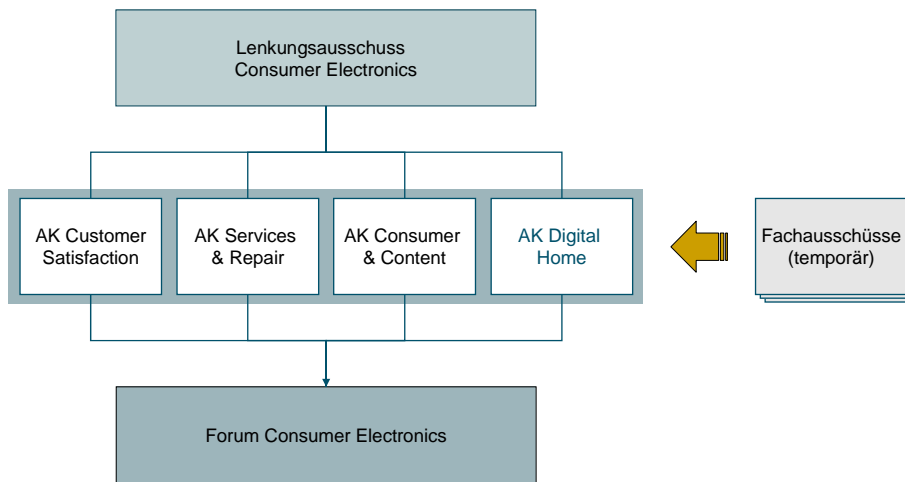 Lenkungsausschuss
Consumer Electronics
AK Customer
Satisfaction
AK Services
& Repair
AK Consumer
& Content
AK Digital
Home
Fachausschüsse
(temporär)
Forum Consumer Electronics